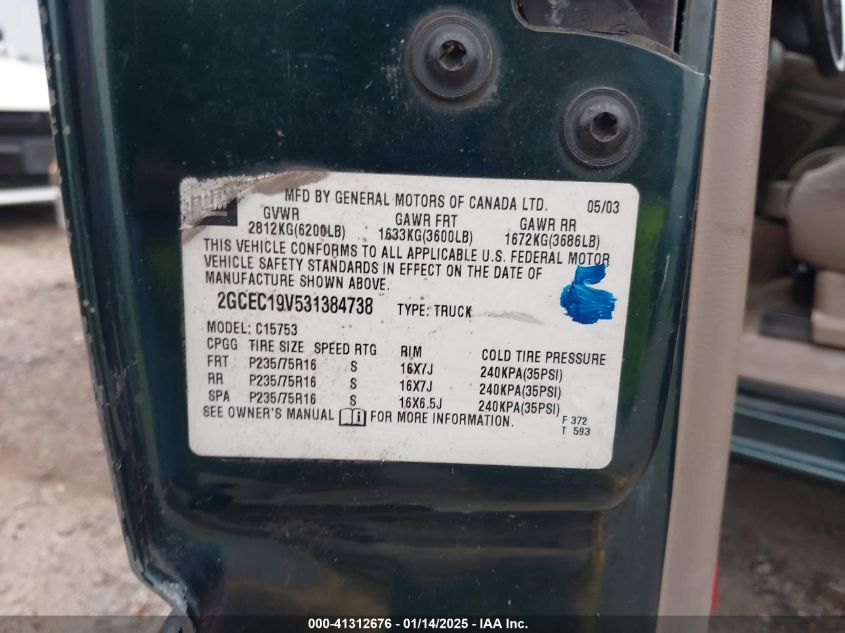 MFD BY GENERAL MOTORS OF CANADA LTD. 05/03
GVWR GAWR FRT GAWR RR
2812KG(6200LB) 1633KG(3600LB) 1672KG(3686LB)
THIS VEHICLE CONFORMS TO ALL APPLICABLE U.S. FEDERAL MOTOR
VEHICLE SAFETY STANDARDS IN EFFECT ON THE DATE OF
MANUFACTURE SHOWN ABOVE.
2GCEC19V531384738 TYPE: TRUCK
MODEL: C15753
CPGG TIRE SIZE SPEED RTG RIM COLD TIRE PRESSURE
FRT P235/75R16 S 16X7J 240KPA(35PSI)
RR P235/75R16 S 16X7J 240KPA(35PSI)
SPA P235/75R16 S 16X6.5J 240KPA(35PSI)
SEE OWNER'S MANUAL FOR MORE INFORMATION.
F 372
T 593
000-41312676 - 01/14/2025 - IAA Inc.